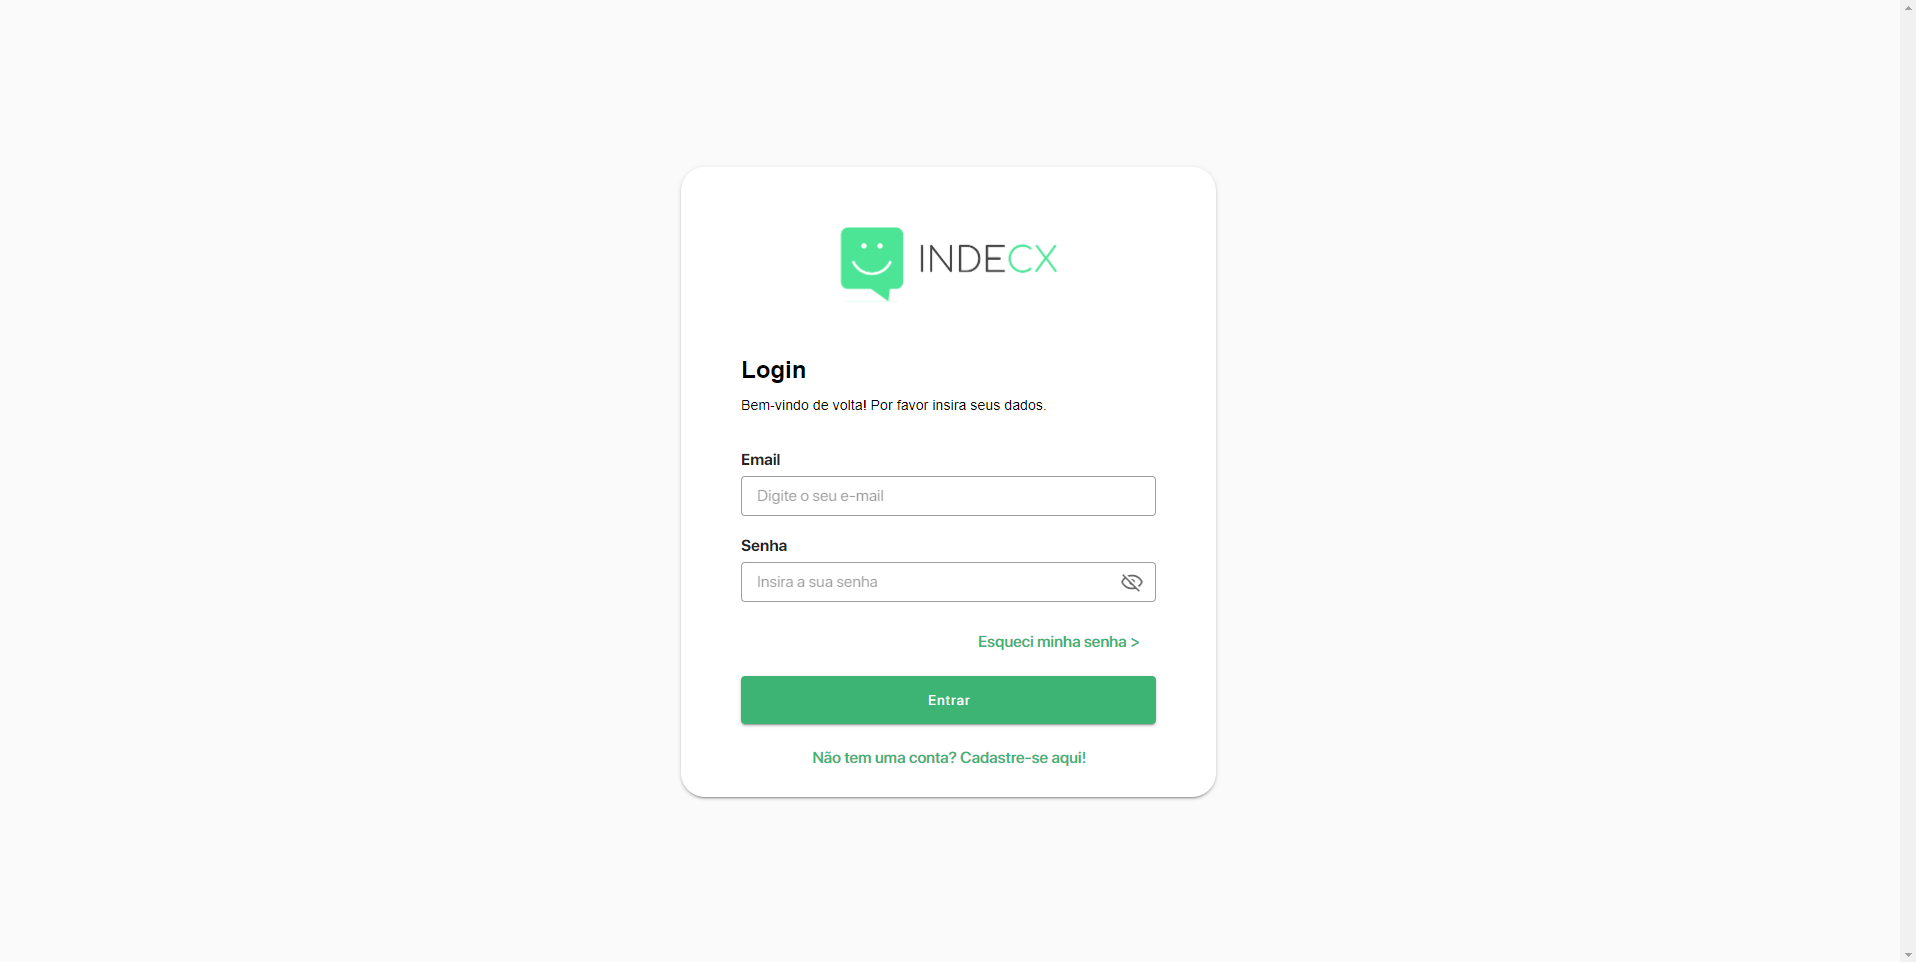 INDECX
Login
Bem-vindo de volta! Por favor insira seus dados.
Email
Digite o seu e-mail
Senha
Insira a sua senha
Esqueci minha senha >
Entrar
Não tem uma conta? Cadastre-se aqui!